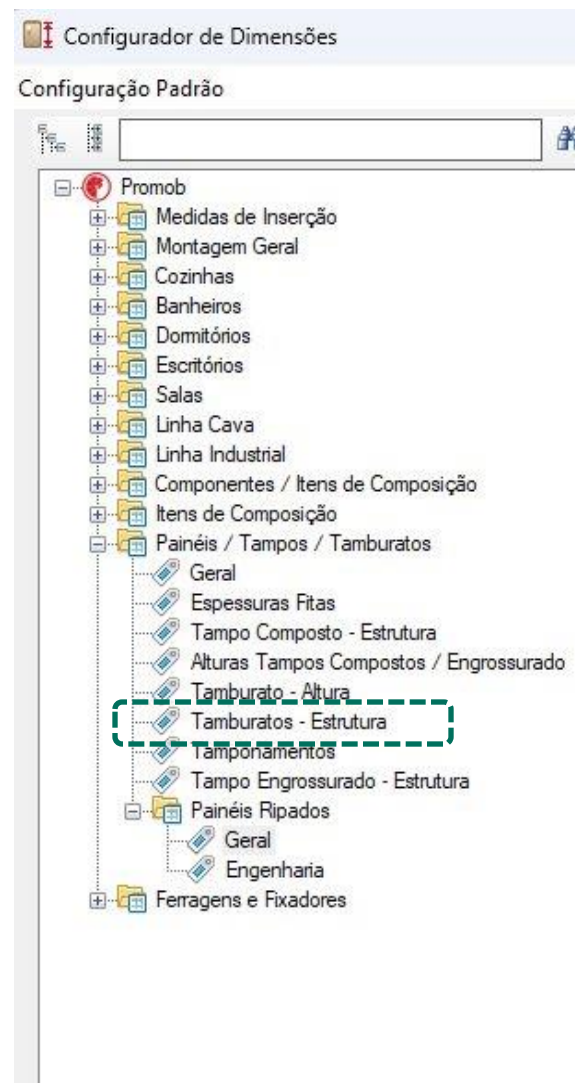 Configurador de Dimensões
Configuração Padrão
Promob
Medidas de Inserção
Montagem Geral
Cozinhas
Banheiros
Dormitórios
Escritórios
Salas
Linha Cava
Linha Industrial
Componentes / Itens de Composição
Itens de Composição
Painéis / Tampos / Tamburatos
Geral
Espessuras Fitas
Tampo Composto - Estrutura
Alturas Tampos Compostos / Engrossurado
Tamburato - Altura
Tamburatos - Estrutura
Tamponamentos
Tampo Engrossurado - Estrutura
Painéis Ripados
Geral
Engenharia
Ferragens e Fixadores